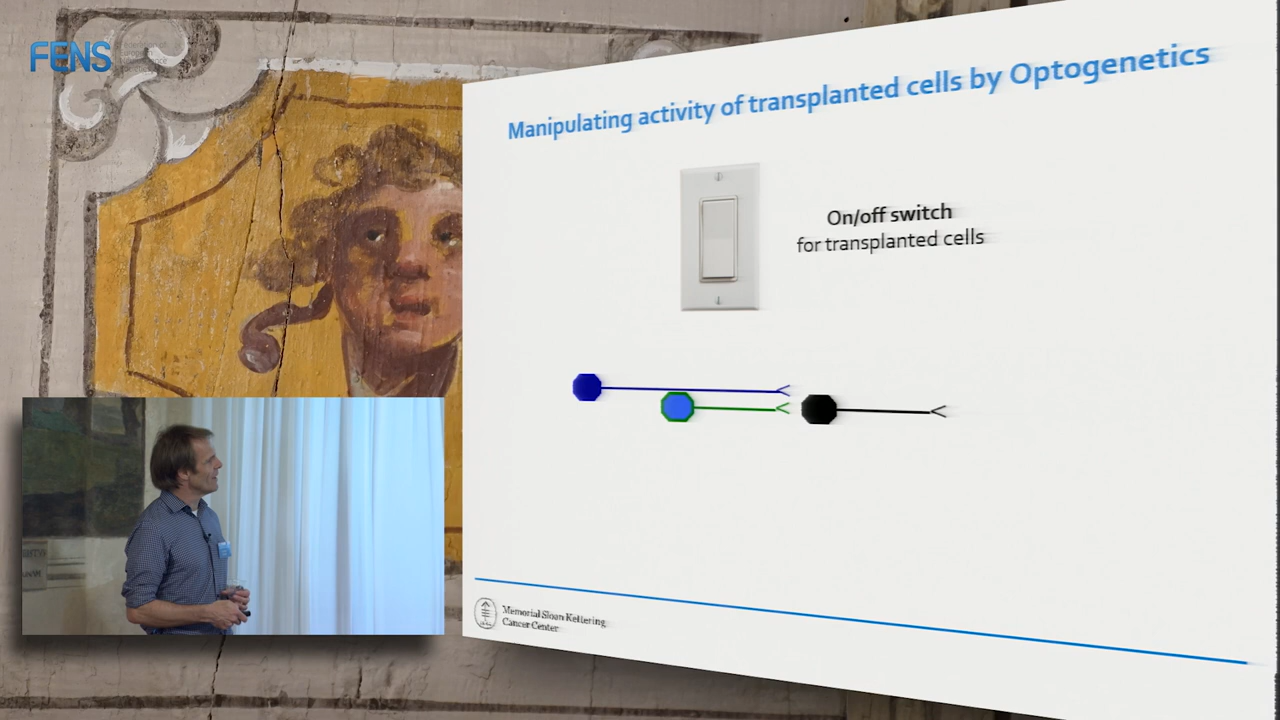 FENS
Manipulating activity of transplanted cells by Optogenetics
On/off switch
for transplanted cells
Memorial Sloan Kettering
Cancer Center